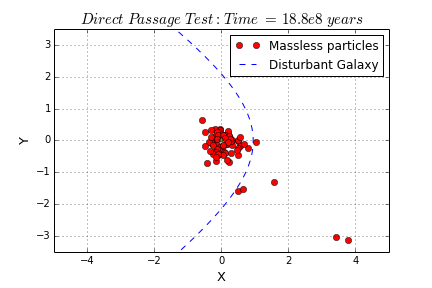 Direct Passage Test: Time = 18.8e8 years
Massless particles
Disturbant Galaxy
3
2
1
0
−1
−2
−3
Y
−4
−2
0
2
4
X